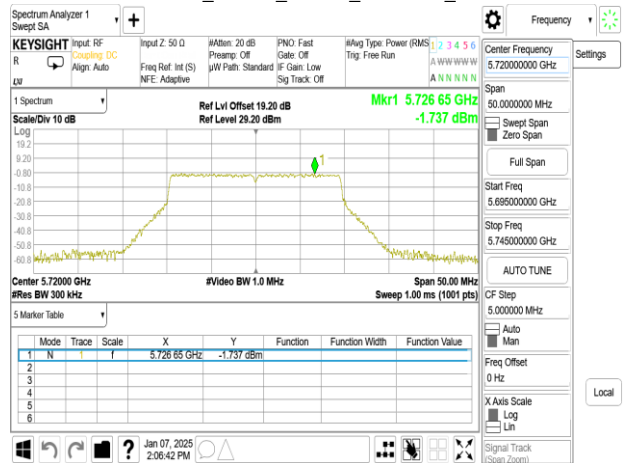 Spectrum Analyzer 1
Swept SA
Frequency
KEYSIGHT
R
LXI
Input: RF
Coupling: DC
Align: Auto
Input Z: 50 Ω
Freq Ref: Int (S)
NFE: Adaptive
#Atten: 20 dB
Preamp: Off
µW Path: Standard
PNO: Fast
Gate: Off
IF Gain: Low
Sig Track: Off
#Avg Type: Power (RMS
Trig: Free Run
1 2 3 4 5 6
A W W W W W
A N N N N N
Center Frequency
5.720000000 GHz
Settings
Span
50.0000000 MHz
Swept Span
Zero Span
Full Span
Start Freq
5.695000000 GHz
Stop Freq
5.745000000 GHz
AUTO TUNE
CF Step
5.000000 MHz
Auto
Man
Freq Offset
0 Hz
X Axis Scale
Log
Lin
Signal Track
(Span Zoom)
Local
1 Spectrum
Scale/Div 10 dB
Ref Lvl Offset 19.20 dB
Ref Level 29.20 dBm
Mkr1 5.726 65 GHz
-1.737 dBm
Log
19.2
9.20
-0.80
-10.8
-20.8
-30.8
-40.8
-50.8
-60.8
1
Center 5.72000 GHz
#Res BW 300 kHz
#Video BW 1.0 MHz
Span 50.00 MHz
Sweep 1.00 ms (1001 pts)
5 Marker Table
Mode Trace Scale X Y Function Function Width Function Value
1 N 1 f 5.726 65 GHz -1.737 dBm
2
3
4
5
6
?
Jan 07, 2025
2:06:42 PM